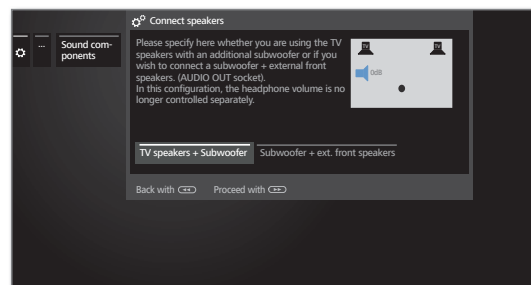 Connect speakers
...
Sound com-
ponents
Please specify here whether you are using the TV
speakers with an additional subwoofer or if you
wish to connect a subwoofer + external front
speakers. (AUDIO OUT socket).
In this configuration, the headphone volume is no
longer controlled separately.
TV
TV
0dB
TV speakers + Subwoofer
Subwoofer + ext. front speakers
Back with
Proceed with